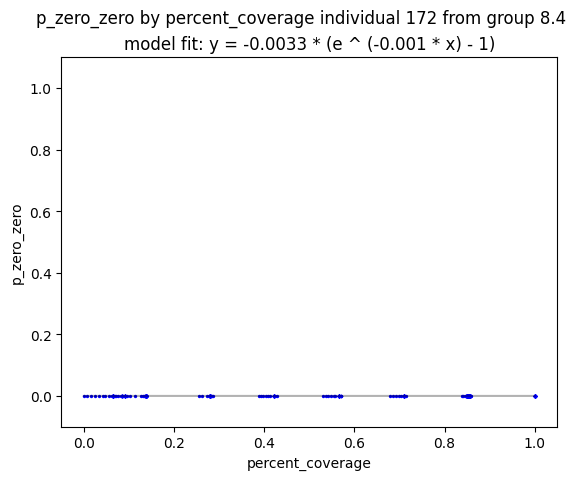 p_zero_zero by percent_coverage individual 172 from group 8.4
model fit: y = -0.0033 * (e ^ (-0.001 * x) - 1)
1.0
0.8
0.6
0.4
0.2
0.0
p_zero_zero
0.0 0.2 0.4 0.6 0.8 1.0
percent_coverage